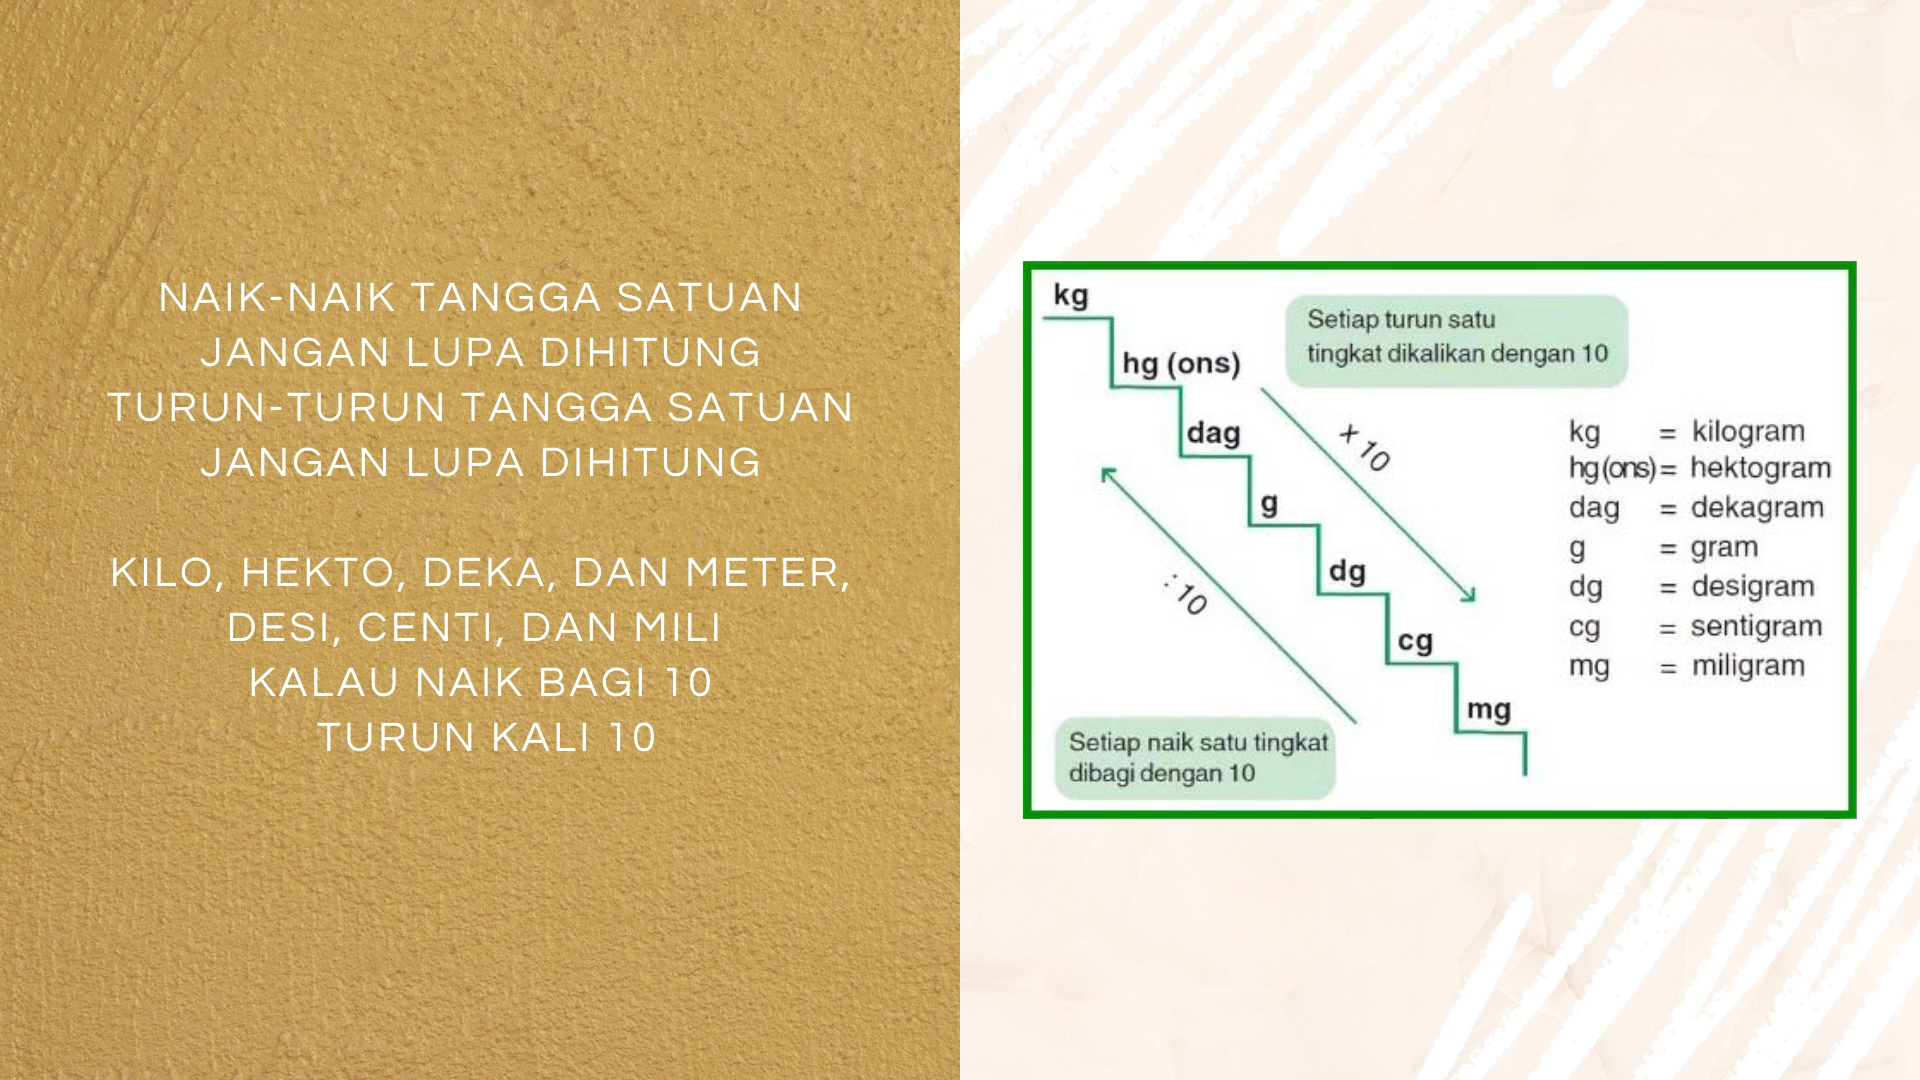 NAIK-NAIK TANGGA SATUAN
JANGAN LUPA DIHITUNG
TURUN-TURUN TANGGA SATUAN
JANGAN LUPA DIHITUNG
KILO, HEKTO, DEKA, DAN METER,
DESI, CENTI, DAN MILI
KALAU NAIK BAGI 10
TURUN KALI 10
kg
hg (ons)
dag
g
dg
cg
mg
Setiap turun satu
tingkat dikalikan dengan 10
x 10
: 10
Setiap naik satu tingkat
dibagi dengan 10
kg = kilogram
hg (ons) = hektogram
dag = dekagram
g = gram
dg = desigram
cg = sentigram
mg = miligram